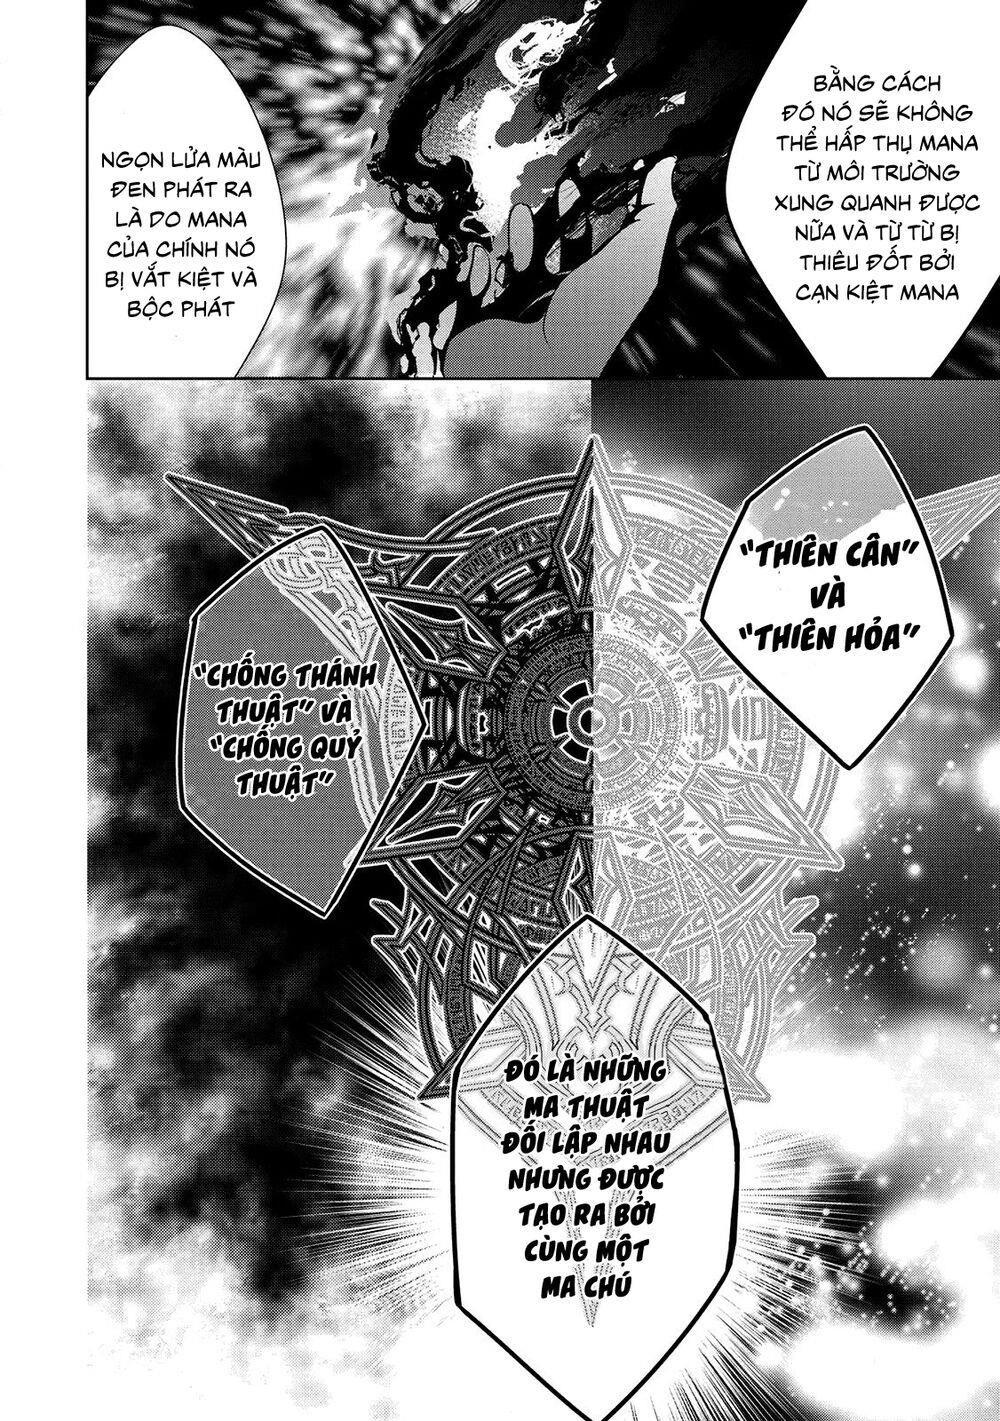 BẰNG CÁCH
ĐÓ NÓ SẼ KHÔNG
THỂ HẤP THỤ MANA
TỪ MÔI TRƯỜNG
XUNG QUANH ĐƯỢC
NỮA VÀ TỪ TỪ BỊ
THIÊU ĐỐT BỞI
CẠN KIỆT MANA
NGỌN LỬA MÀU
ĐEN PHÁT RA
LÀ DO MANA
CỦA CHÍNH NÓ
BỊ VẮT KIỆT VÀ
BỘC PHÁT
"THIÊN CÂN"
VÀ
"THIÊN HỎA"
"CHỐNG THÁNH
THUẬT" VÀ
"CHỐNG QUỶ
THUẬT"
ĐÓ LÀ NHỮNG
MA THUẬT
ĐỐI LẬP NHAU
NHƯNG ĐƯỢC
TẠO RA BỞI
CÙNG MỘT
MA CHÚ